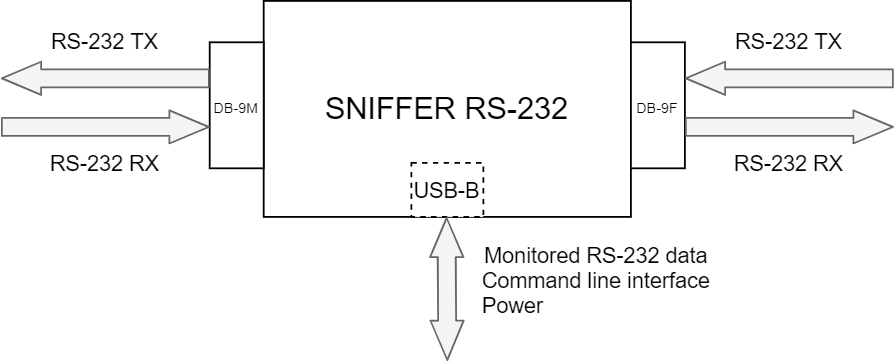 RS-232 TX
RS-232 TX
DB-9M
SNIFFER RS-232
DB-9F
RS-232 RX
RS-232 RX
USB-B
Monitored RS-232 data
Command line interface
Power